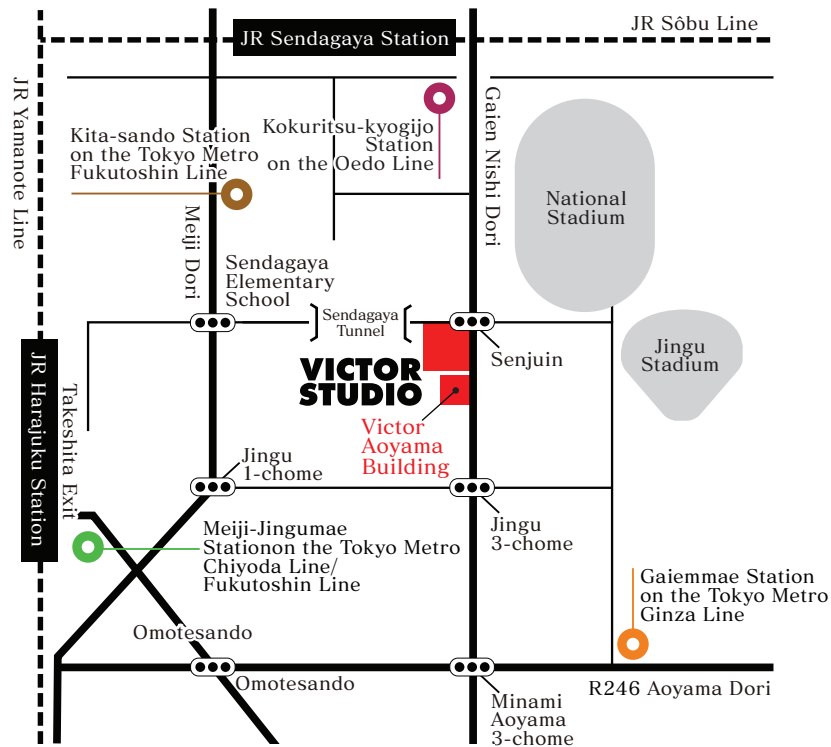 JR Sôbu Line
JR Sendagaya Station
JR Yamanote Line
Gaien Nishi Dori
Kita-sando Station
on the Tokyo Metro
Fukutoshin Line
Kokuritsu-kyogijo
Station
on the Oedo Line
National
Stadium
Meiji Dori
Sendagaya
Elementary
School
Sendagaya
Tunnel
Senjuin
Jingu
Stadium
VICTOR
STUDIO
JR Harajuku Station
Takeshita Exit
Victor
Aoyama
Building
Jingu
1-chome
Jingu
3-chome
Meiji-Jingumae
Stationon the Tokyo Metro
Chiyoda Line/
Fukutoshin Line
Gaiemmae Station
on the Tokyo Metro
Ginza Line
Omotesando
Omotesando
R246 Aoyama Dori
Minami
Aoyama
3-chome